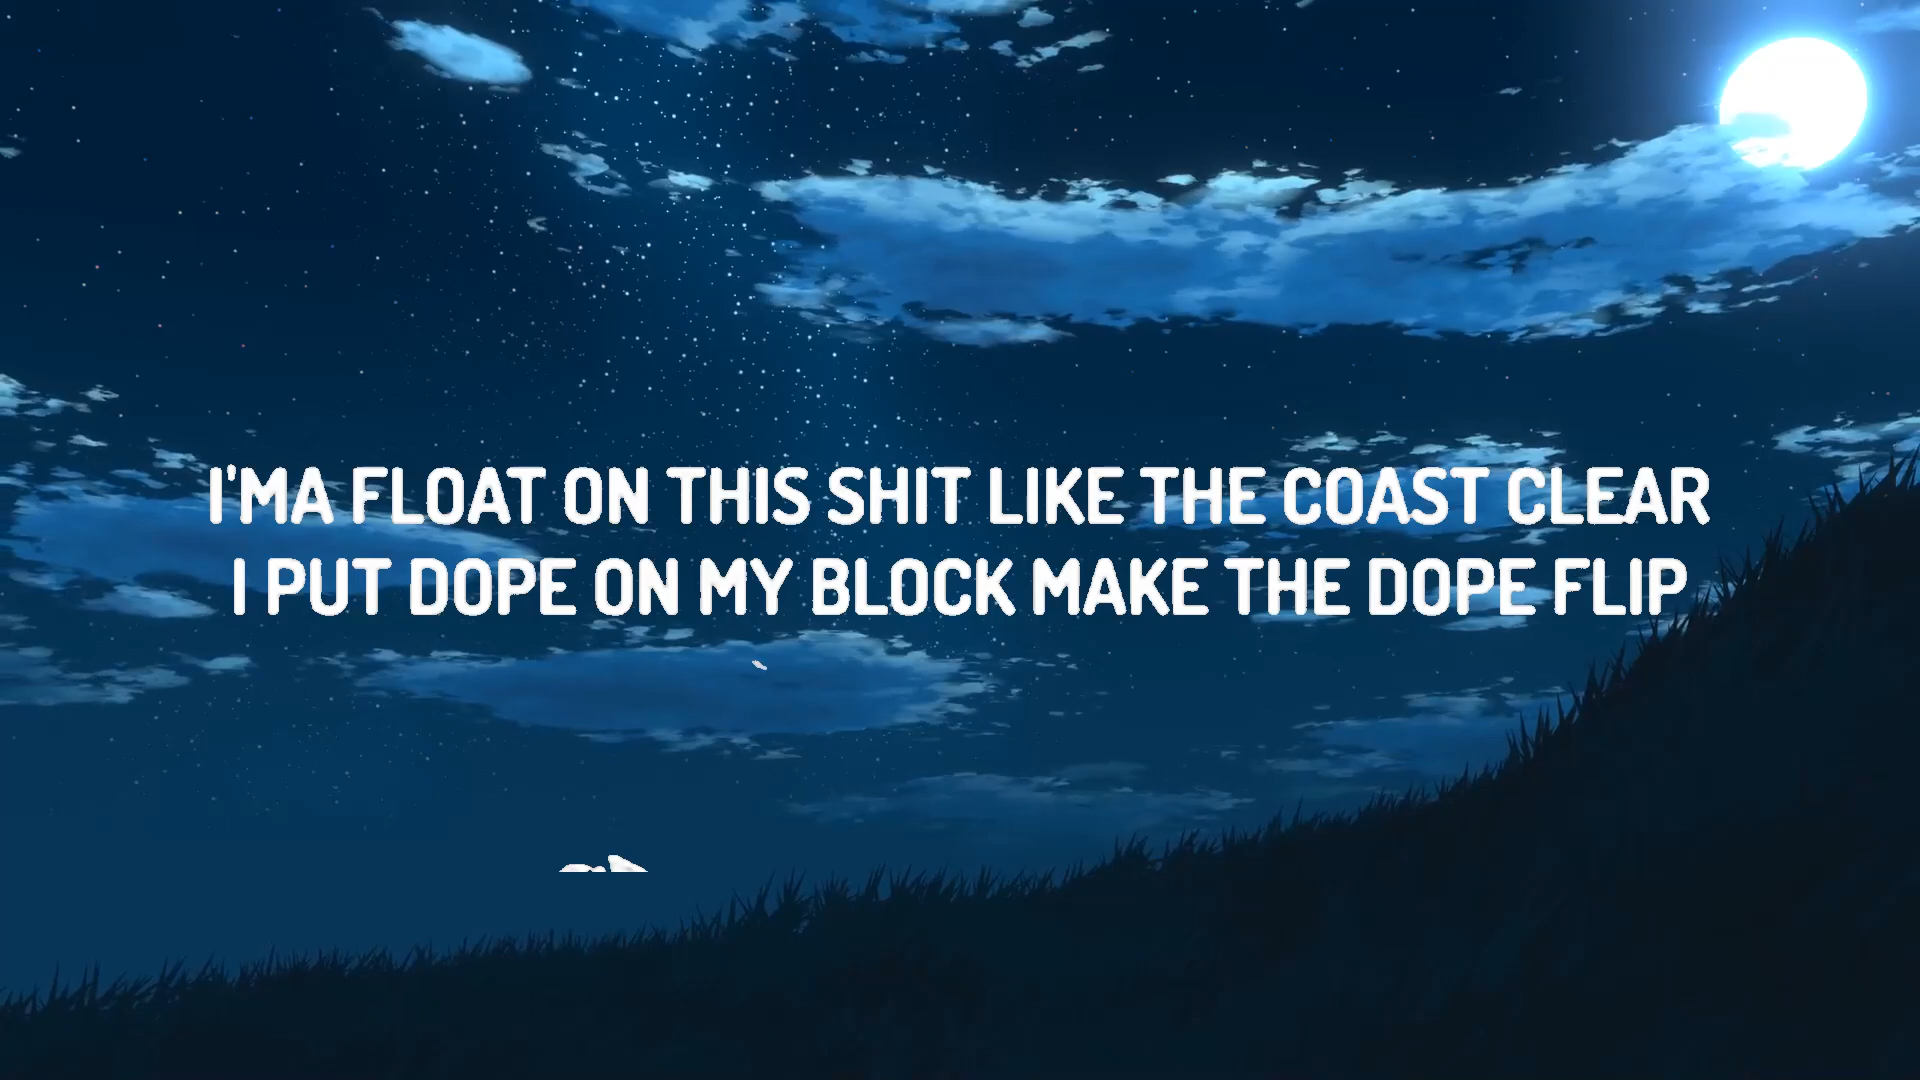 I'MA FLOAT ON THIS SHIT LIKE THE COAST CLEAR
I PUT DOPE ON MY BLOCK MAKE THE DOPE FLIP